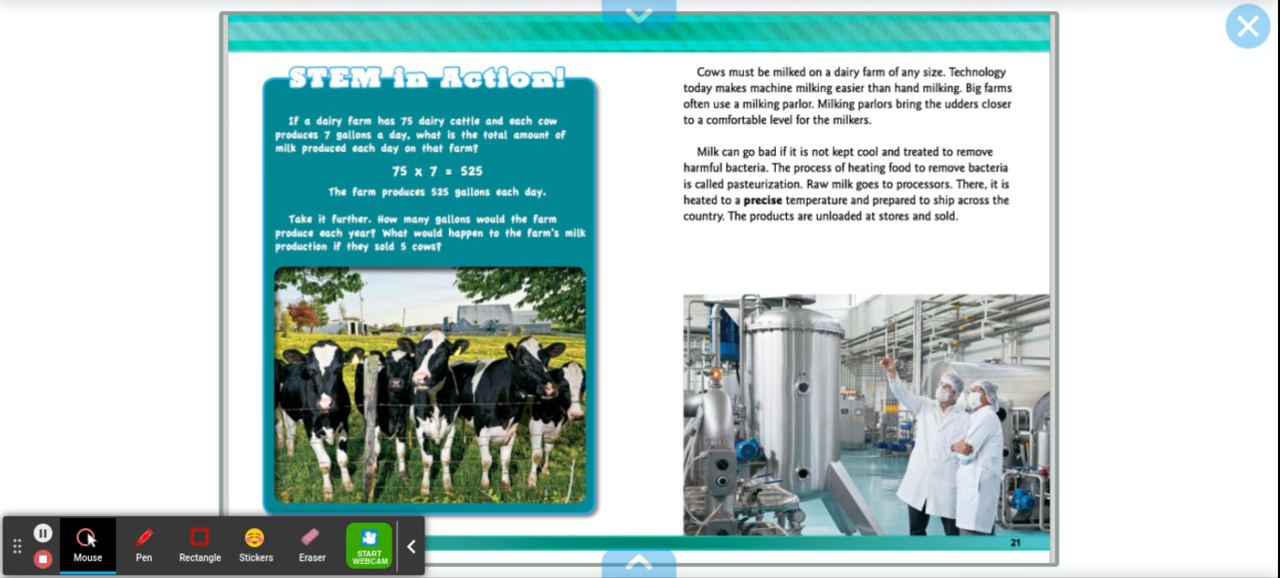 STEM in Action!
If a dairy farm has 75 dairy cattle and each cow
produces 7 gallons a day, what is the total amount of
milk produced each day on that farm?
75 x 7 = 525
The farm produces 525 gallons each day.
Take it further. How many gallons would the farm
produce each year? What would happen to the farm's milk
production if they sold 5 cows?
Cows must be milked on a dairy farm of any size. Technology
today makes machine milking easier than hand milking. Big farms
often use a milking parlor. Milking parlors bring the udders closer
to a comfortable level for the milkers.
Milk can go bad if it is not kept cool and treated to remove
harmful bacteria. The process of heating food to remove bacteria
is called pasteurization. Raw milk goes to processors. There, it is
heated to a precise temperature and prepared to ship across the
country. The products are unloaded at stores and sold.
21
Mouse
Pen
Rectangle
Stickers
Eraser
START
WEBCAM